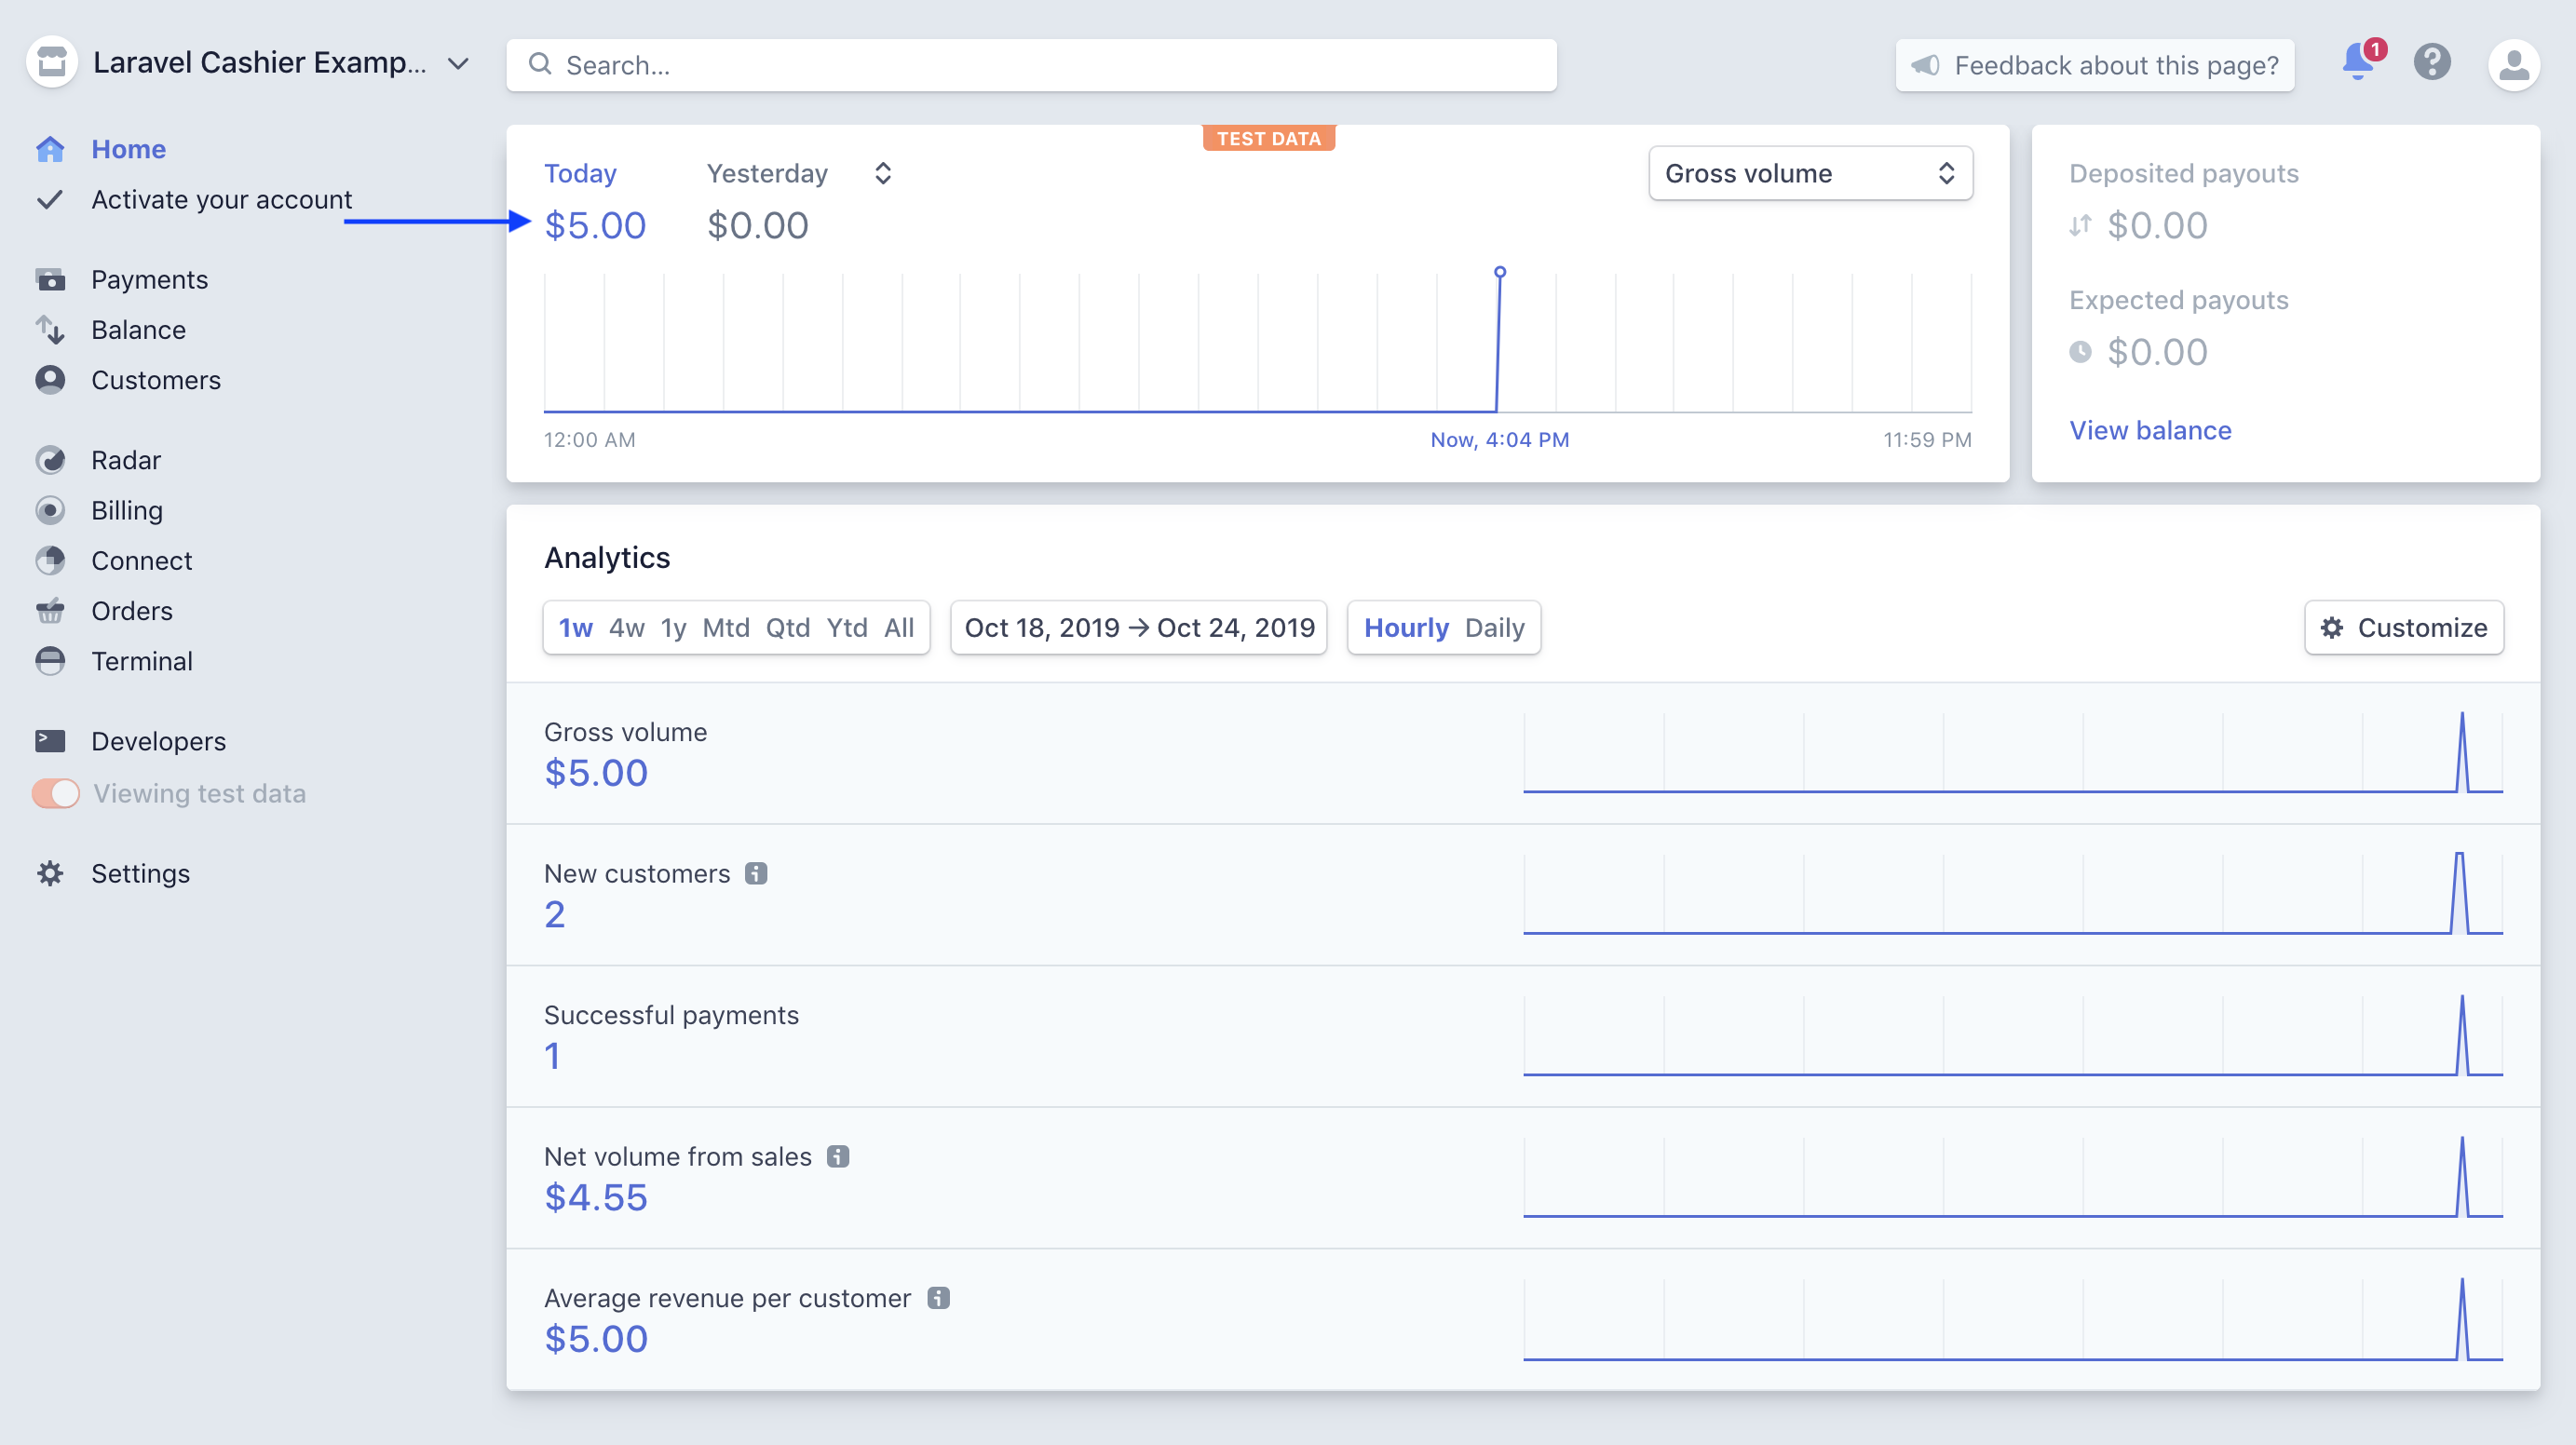 Laravel Cashier Examp...
Search...
Feedback about this page?
1
Home
Activate your account
Payments
Balance
Customers
Radar
Billing
Connect
Orders
Terminal
Developers
Viewing test data
Settings
TEST DATA
Today
Yesterday
$5.00
$0.00
Gross volume
12:00 AM
Now, 4:04 PM
11:59 PM
Deposited payouts
$0.00
Expected payouts
$0.00
View balance
Analytics
1w 4w 1y Mtd Qtd Ytd All
Oct 18, 2019 → Oct 24, 2019
Hourly Daily
Customize
Gross volume
$5.00
New customers
2
Successful payments
1
Net volume from sales
$4.55
Average revenue per customer
$5.00